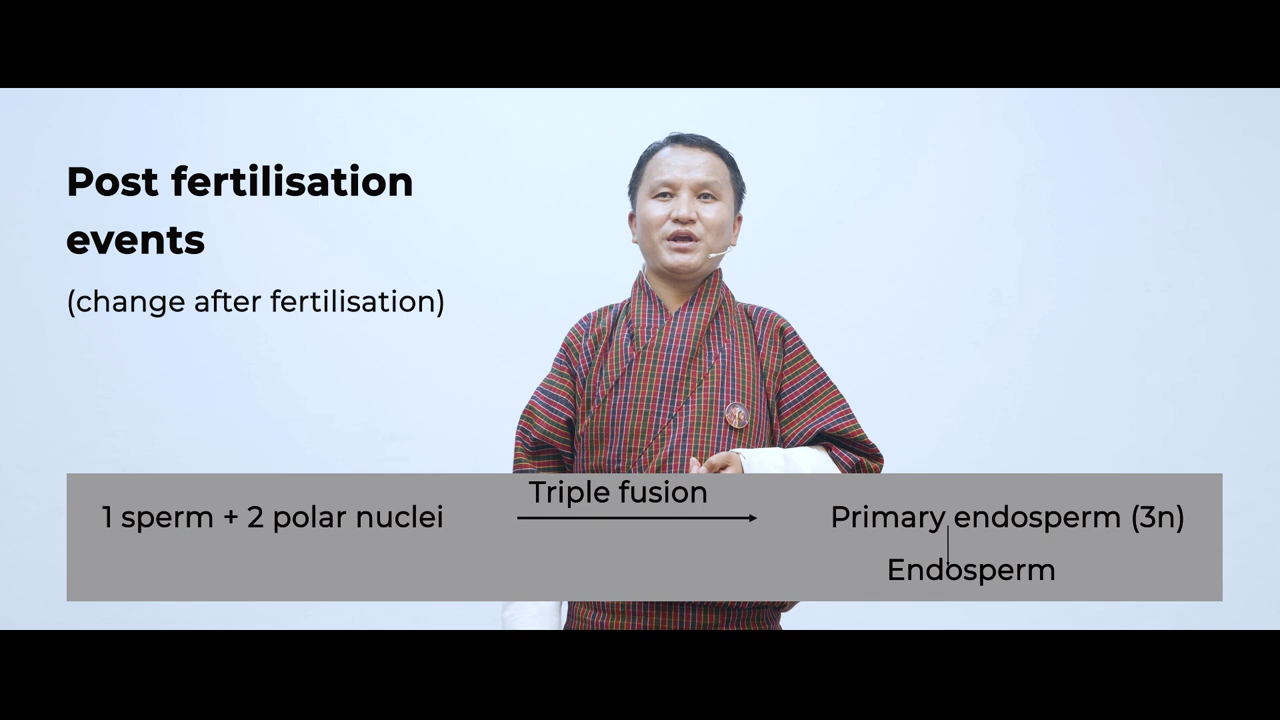 Post fertilisation
events
(change after fertilisation)
Triple fusion
1 sperm + 2 polar nuclei
Primary endosperm (3n)
Endosperm